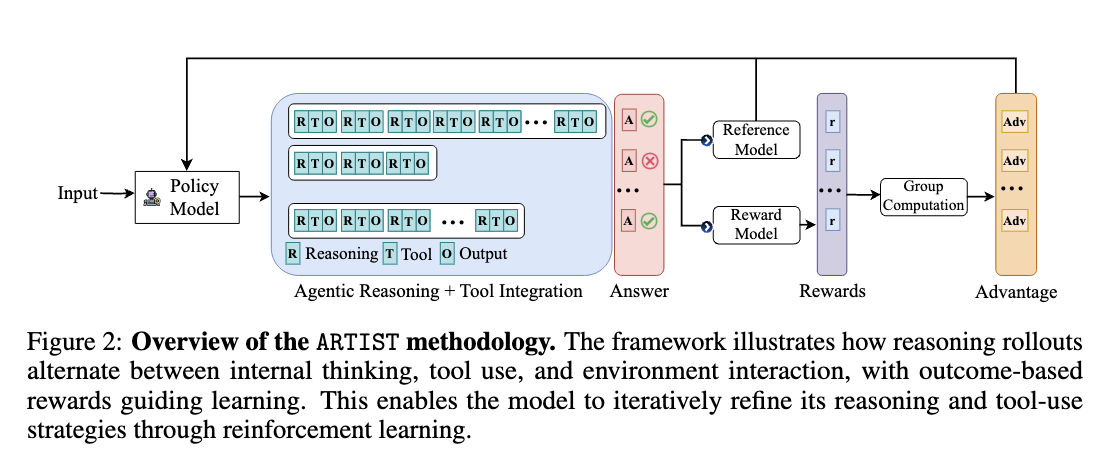 R T O R T O R T O R T O R T O ... R T O
R T O R T O R T O
R T O R T O R T O ... R T O
R Reasoning T Tool O Output
Agentic Reasoning + Tool Integration
Input
Policy
Model
A
A
...
A
Answer
Reference
Model
Reward
Model
r
r
...
r
Rewards
Group
Computation
Adv
Adv
...
Adv
Advantage
Figure 2: Overview of the ARTIST methodology. The framework illustrates how reasoning rollouts
alternate between internal thinking, tool use, and environment interaction, with outcome-based
rewards guiding learning. This enables the model to iteratively refine its reasoning and tool-use
strategies through reinforcement learning.